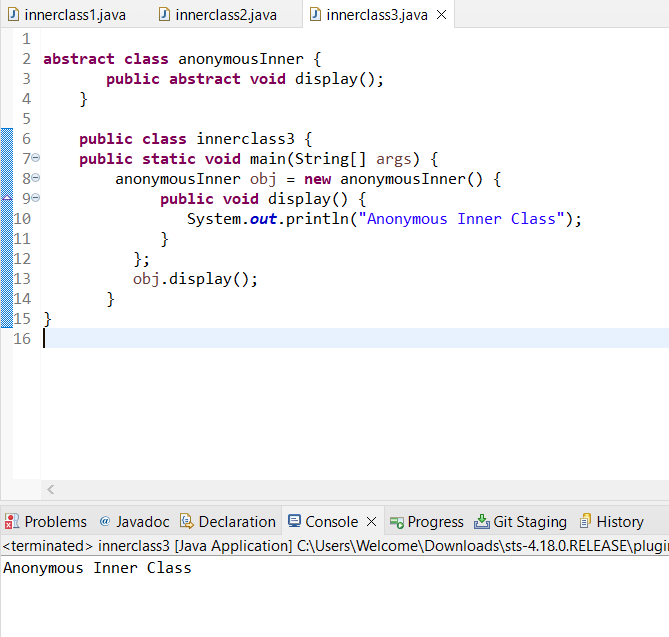 innerclass1.java innerclass2.java innerclass3.java
1
2 abstract class anonymousInner {
3 public abstract void display();
4 }
5
6 public class innerclass3 {
7 public static void main(String[] args) {
8 anonymousInner obj = new anonymousInner() {
9 public void display() {
10 System.out.println("Anonymous Inner Class");
11 }
12 };
13 obj.display();
14 }
15 }
16
Problems @ Javadoc Declaration Console Progress Git Staging History
<terminated> innerclass3 [Java Application] C:\Users\Welcome\Downloads\sts-4.18.0.RELEASE\plugin
Anonymous Inner Class